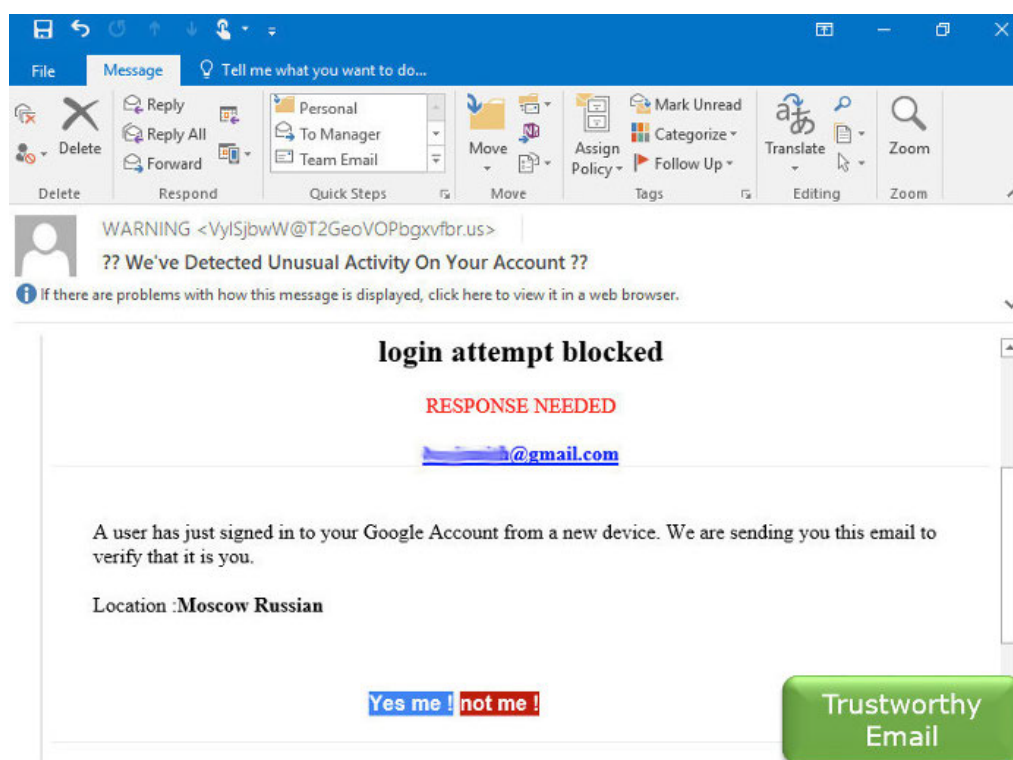 File
Message
Tell me what you want to do...
Delete
Reply
Reply All
Forward
Personal
To Manager
Team Email
Move
Assign
Policy
Mark Unread
Categorize
Follow Up
Translate
Zoom
Delete
Respond
Quick Steps
Move
Tags
Editing
Zoom
WARNING <VylSjbwW@T2GeoVOPbgxvfbr.us>
?? We've Detected Unusual Activity On Your Account ??
If there are problems with how this message is displayed, click here to view it in a web browser.
login attempt blocked
RESPONSE NEEDED
@gmail.com
A user has just signed in to your Google Account from a new device. We are sending you this email to
verify that it is you.
Location :Moscow Russian
Yes me ! not me !
Trustworthy
Email